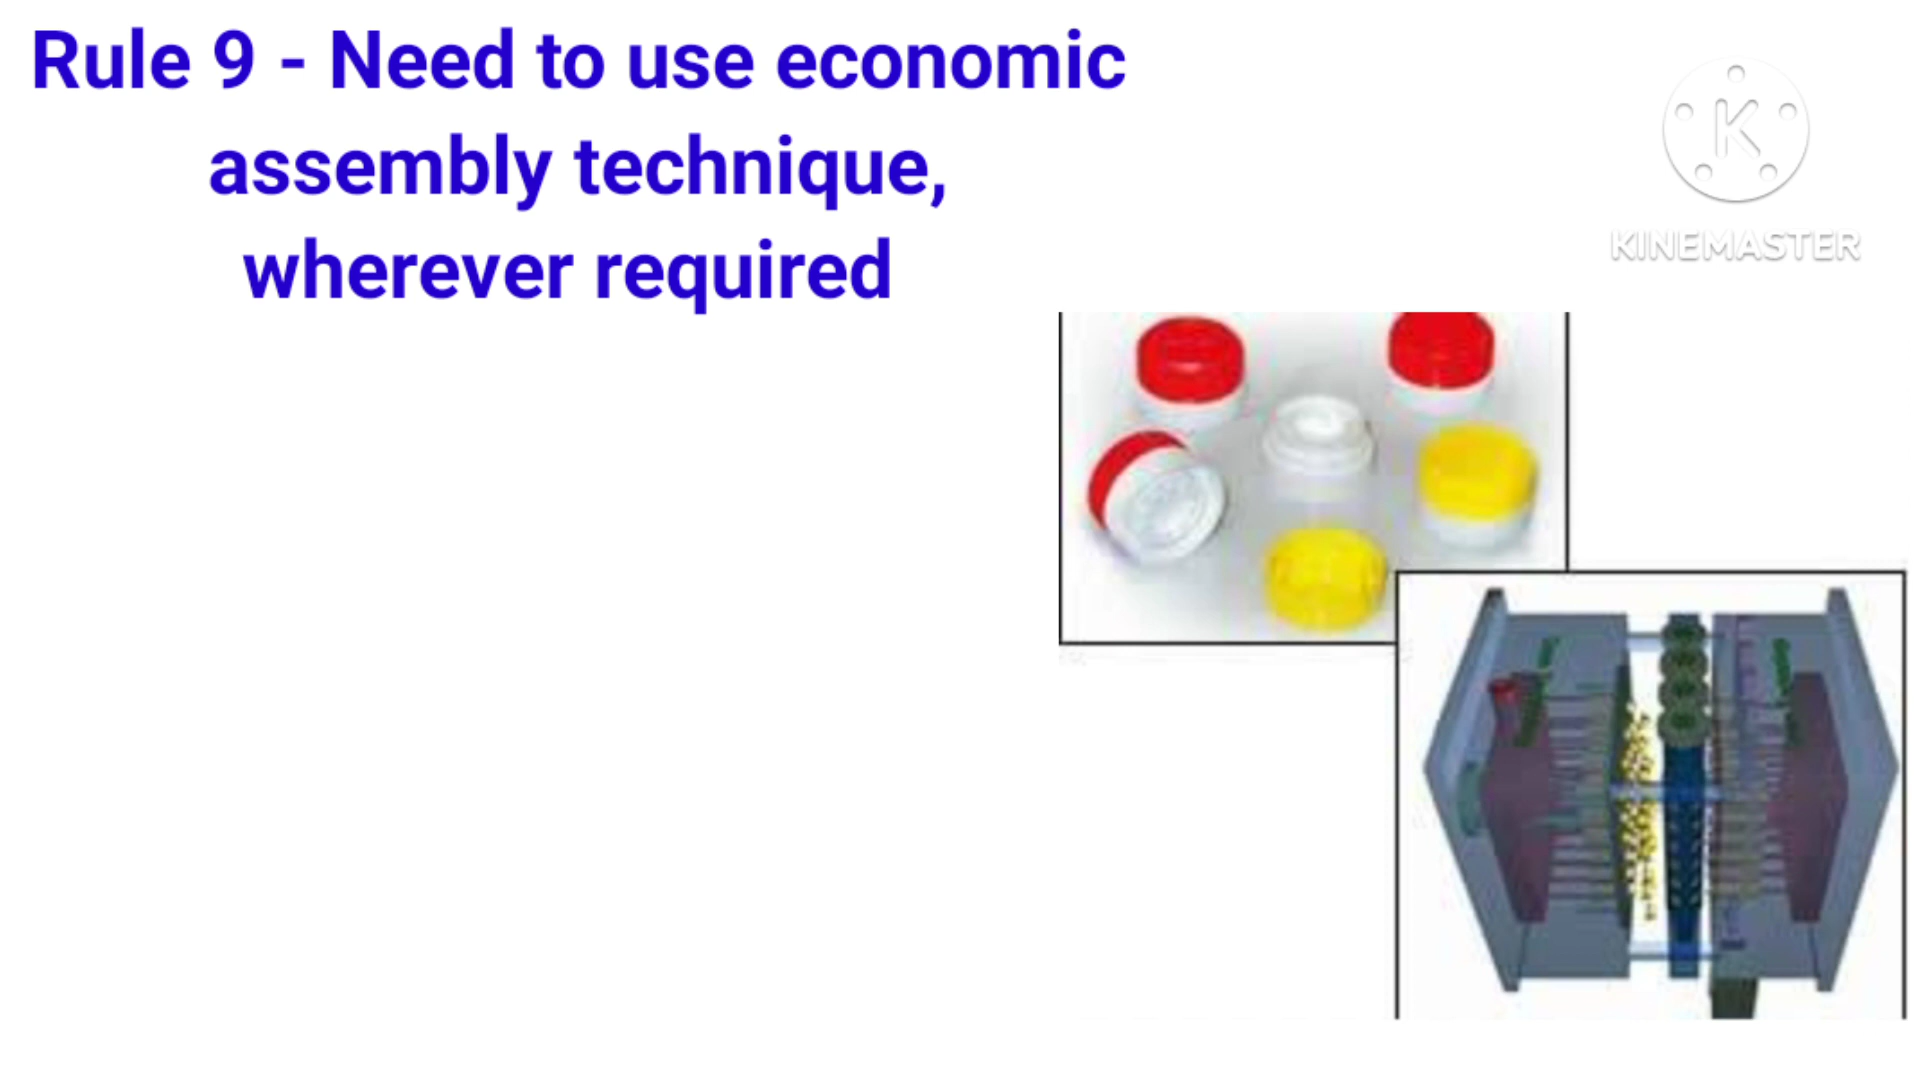 Rule 9 - Need to use economic
assembly technique,
wherever required
K
KINEMASTER